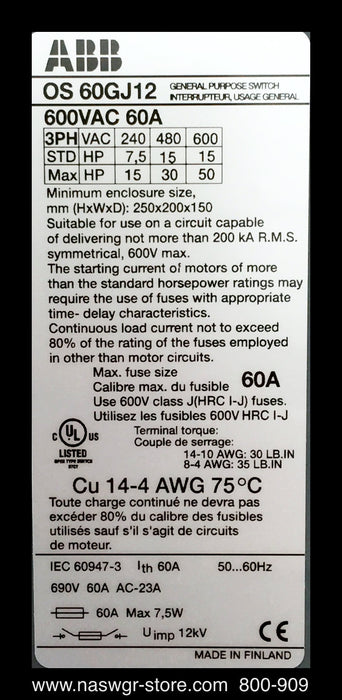 ABB
OS 60GJ12 GENERAL PURPOSE SWITCH
INTERRUPTEUR, USAGE GENERAL
600VAC 60A
3PH VAC 240 480 600
STD HP 7,5 15 15
Max HP 15 30 50
Minimum enclosure size,
mm (HxWxD): 250x200x150
Suitable for use on a circuit capable
of delivering not more than 200 kA R.M.S.
symmetrical, 600V max.
The starting current of motors of more
than the standard horsepower ratings may
require the use of fuses with appropriate
time- delay characteristics.
Continuous load current not to exceed
80% of the rating of the fuses employed
in other than motor circuits.
Max. fuse size
Calibre max. du fusible 60A
Use 600V class J(HRC I-J) fuses.
Utilisez les fusibles 600V HRC I-J
Terminal torque:
Couple de serrage:
14-10 AWG: 30 LB.IN
8-4 AWG: 35 LB.IN
C UL US
LISTED
OPEN TYPE SWITCH
Cu 14-4 AWG 75°C
Toute charge continué ne devra pas
excéder 80% du calibre des fusibles
utilisés sauf s'il s'agit de circuits
de moteur.
IEC 60947-3 Ith 60A 50...60Hz
690V 60A AC-23A
60A Max 7,5W
Uimp 12kV CE
MADE IN FINLAND
www.naswgr-store.com 800-909